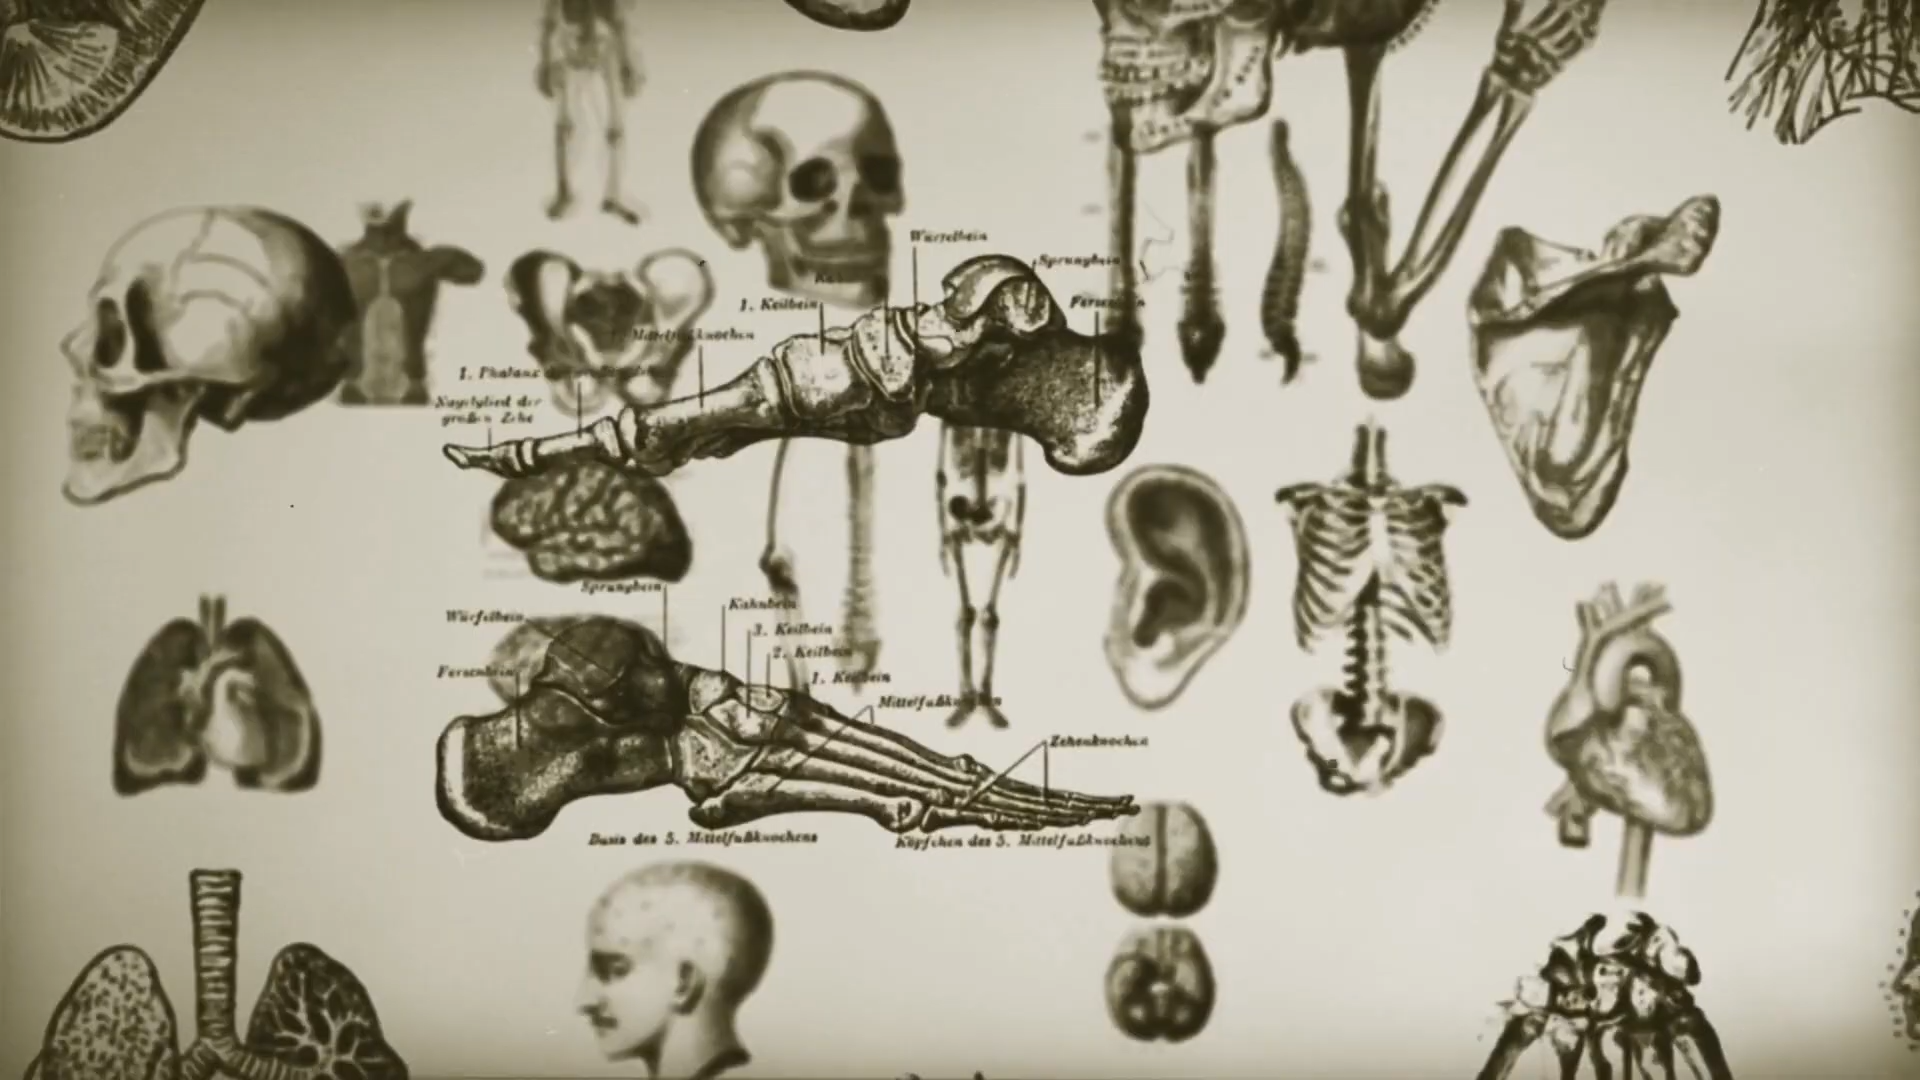 Würfelbein
Sprungbein
1. Keilbein
Fersenbein
Mittelfußknochen
1. Phalanx
Nagelglied der
großen Zehe
Sprungbein
Kahnbein
Würfelbein
3. Keilbein
2. Keilbein
Fersenbein
1. Keilbein
Mittelfußknochen
Zehenknochen
Basis des 5. Mittelfußknochens
Köpfchen des 5. Mittelfußknochens